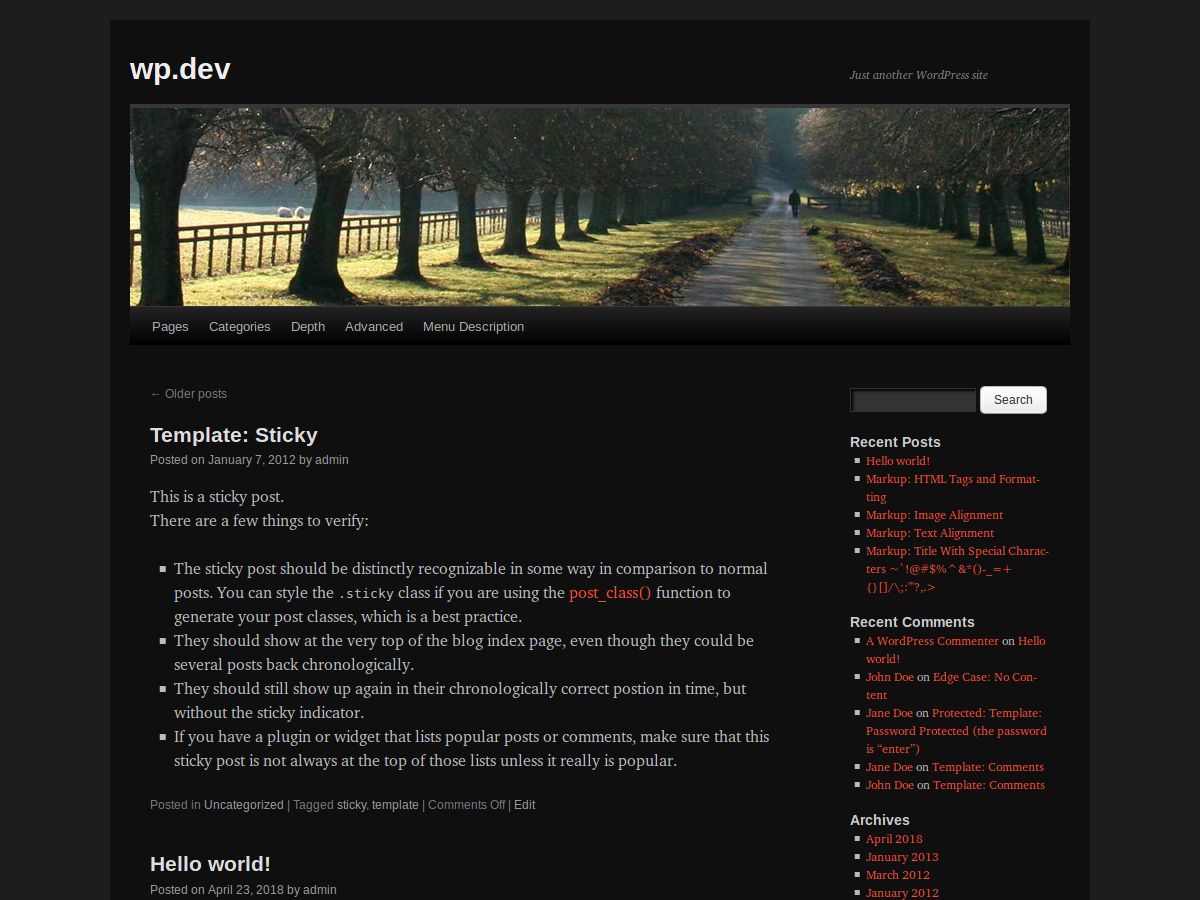 wp.dev
Just another WordPress site
Pages Categories Depth Advanced Menu Description
← Older posts
Template: Sticky
Posted on January 7, 2012 by admin
This is a sticky post.
There are a few things to verify:
The sticky post should be distinctly recognizable in some way in comparison to normal
posts. You can style the .sticky class if you are using the post_class() function to
generate your post classes, which is a best practice.
They should show at the very top of the blog index page, even though they could be
several posts back chronologically.
They should still show up again in their chronologically correct postion in time, but
without the sticky indicator.
If you have a plugin or widget that lists popular posts or comments, make sure that this
sticky post is not always at the top of those lists unless it really is popular.
Posted in Uncategorized | Tagged sticky, template | Comments Off | Edit
Hello world!
Posted on April 23, 2018 by admin
Search
Recent Posts
Hello world!
Markup: HTML Tags and Format-
ting
Markup: Image Alignment
Markup: Text Alignment
Markup: Title With Special Charac-
ters ~`!@#$%^&*()-_=+
{}[]/\;:'"?,.>
Recent Comments
A WordPress Commenter on Hello
world!
John Doe on Edge Case: No Con-
tent
Jane Doe on Protected: Template:
Password Protected (the password
is “enter”)
Jane Doe on Template: Comments
John Doe on Template: Comments
Archives
April 2018
January 2013
March 2012
January 2012